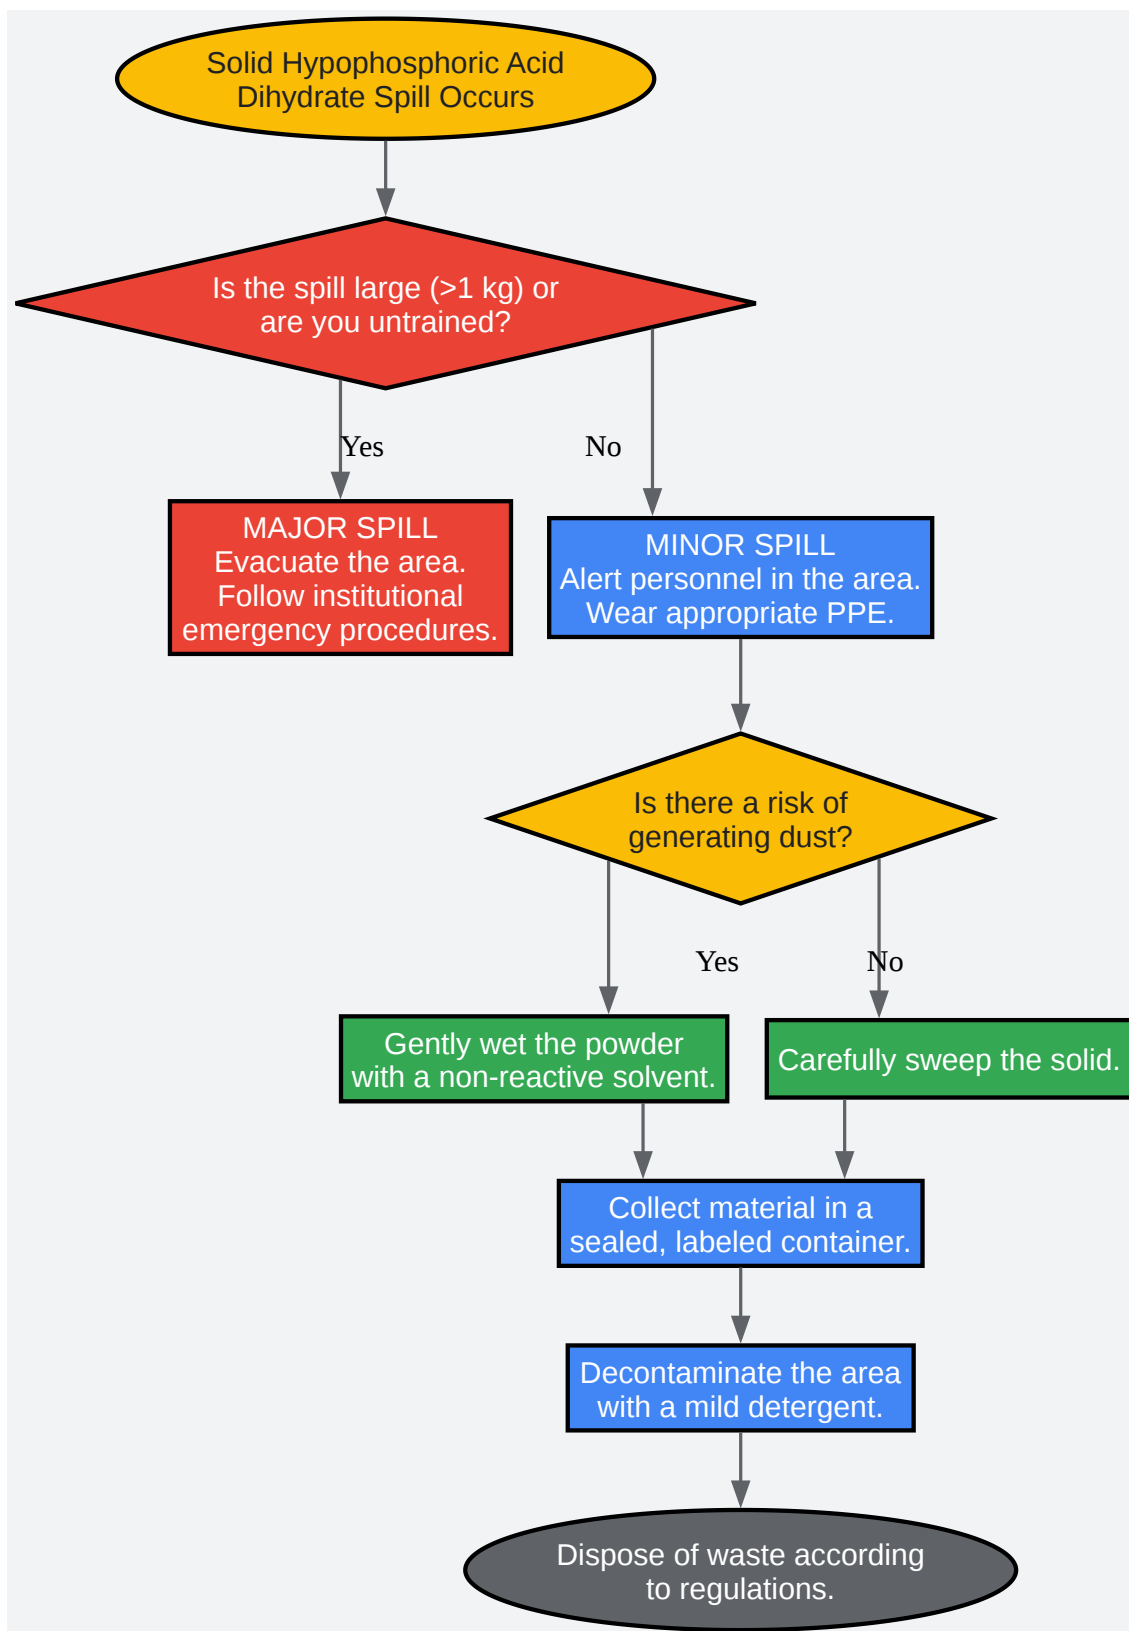 Solid Hypophosphoric Acid
Dihydrate Spill Occurs
Is the spill large (>1 kg) or
are you untrained?
Yes
No
MAJOR SPILL
Evacuate the area.
Follow institutional
emergency procedures.
MINOR SPILL
Alert personnel in the area.
Wear appropriate PPE.
Is there a risk of
generating dust?
Yes
No
Gently wet the powder
with a non-reactive solvent.
Carefully sweep the solid.
Collect material in a
sealed, labeled container.
Decontaminate the area
with a mild detergent.
Dispose of waste according
to regulations.